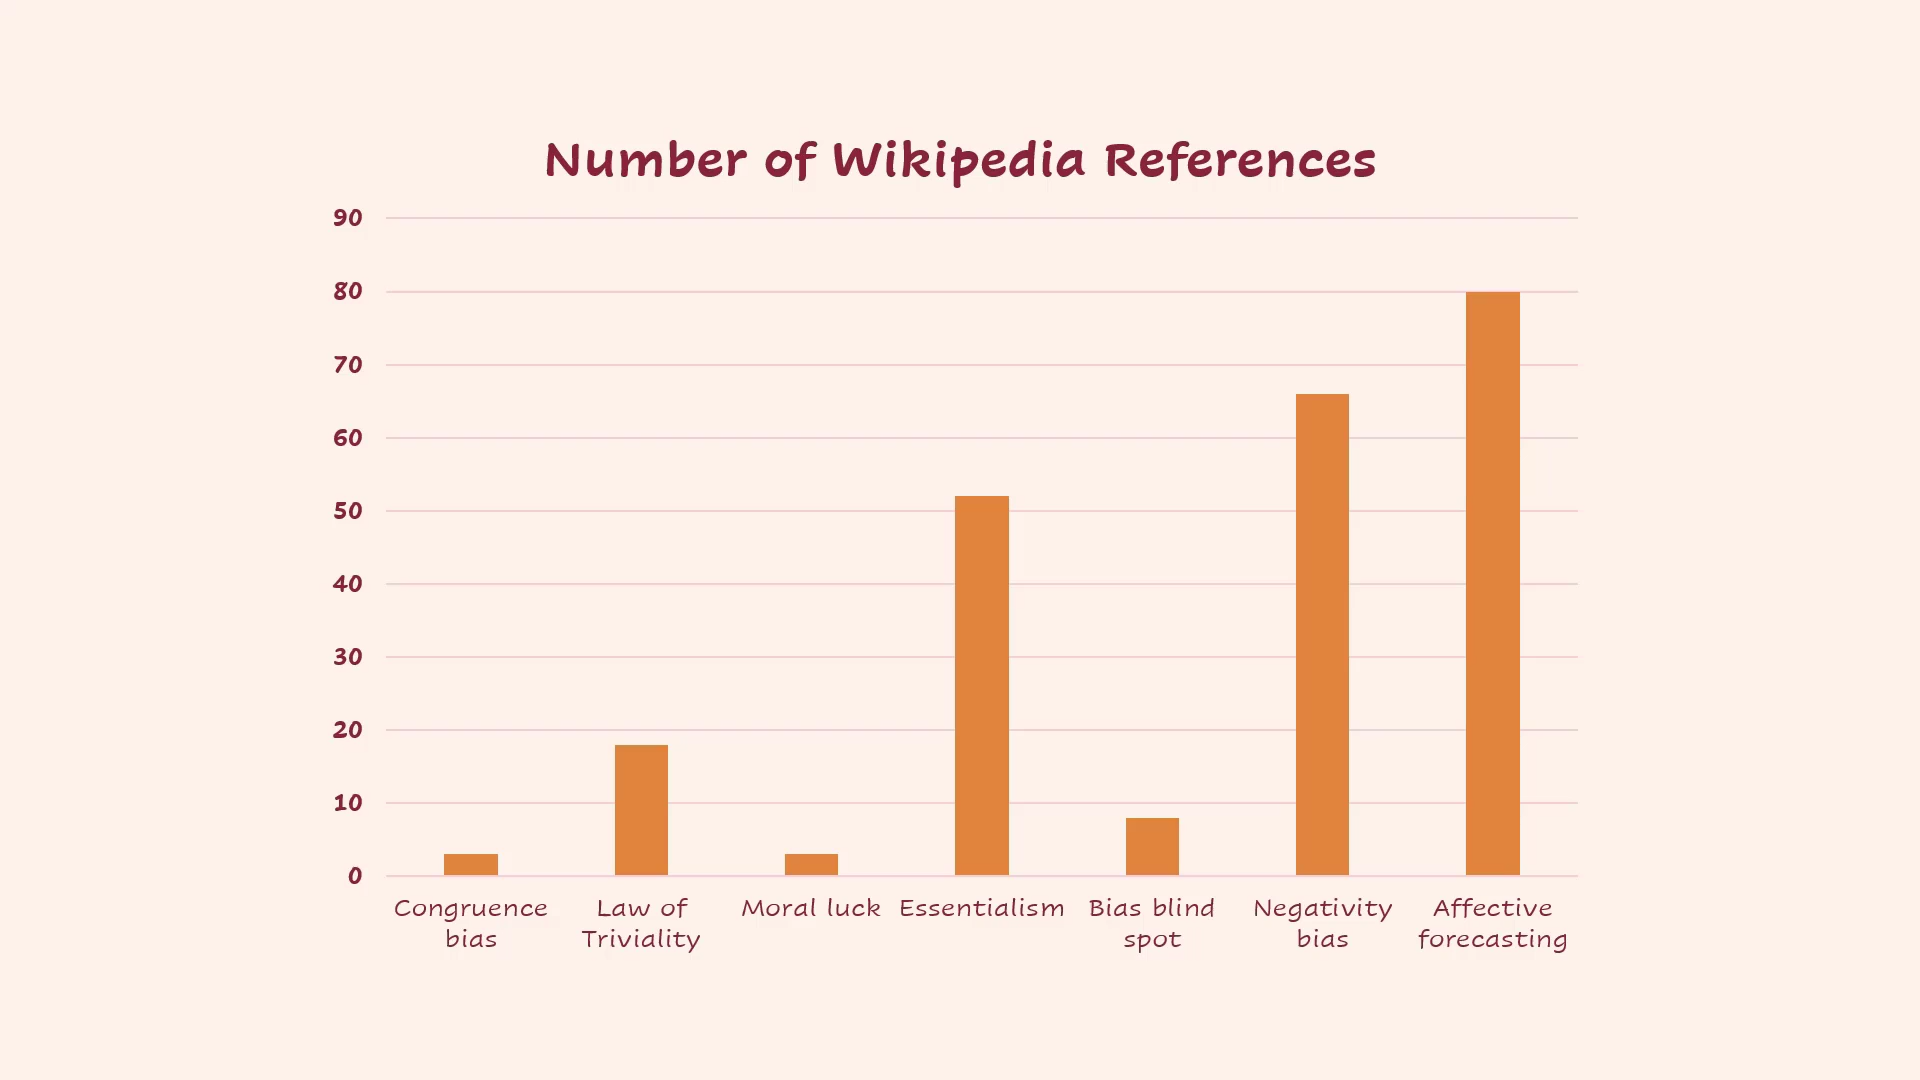 Number of Wikipedia References
90
80
70
60
50
40
30
20
10
0
Congruence bias
Law of Triviality
Moral luck
Essentialism
Bias blind spot
Negativity bias
Affective forecasting